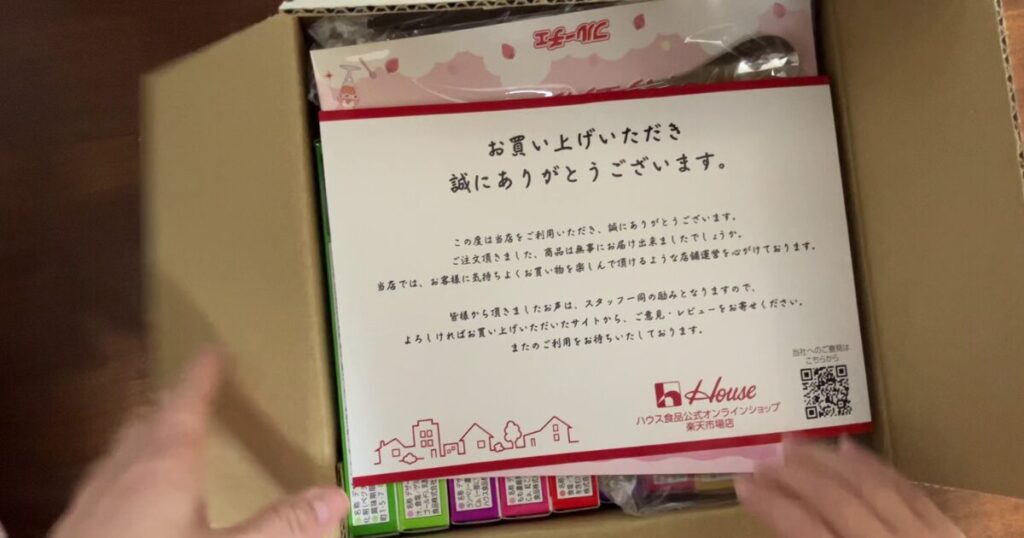 フルーチェ
お買い上げいただき
誠にありがとうございます。
この度は当店をご利用いただき、誠にありがとうございます。
ご注文頂きました、商品は無事にお届け出来ましたでしょうか。
当店では、お客様に気持ちよくお買い物を楽しんで頂けるような店舗運営を心がけております。
皆様から頂きましたお声は、スタッフ一同の励みとなりますので、
よろしければお買い上げいただいたサイトから、ご意見・レビューをお寄せください。
またのご利用をお待ちいたしております。
当社へのご意見は
こちらから
House
ハウス食品公式オンラインショップ
楽天市場店